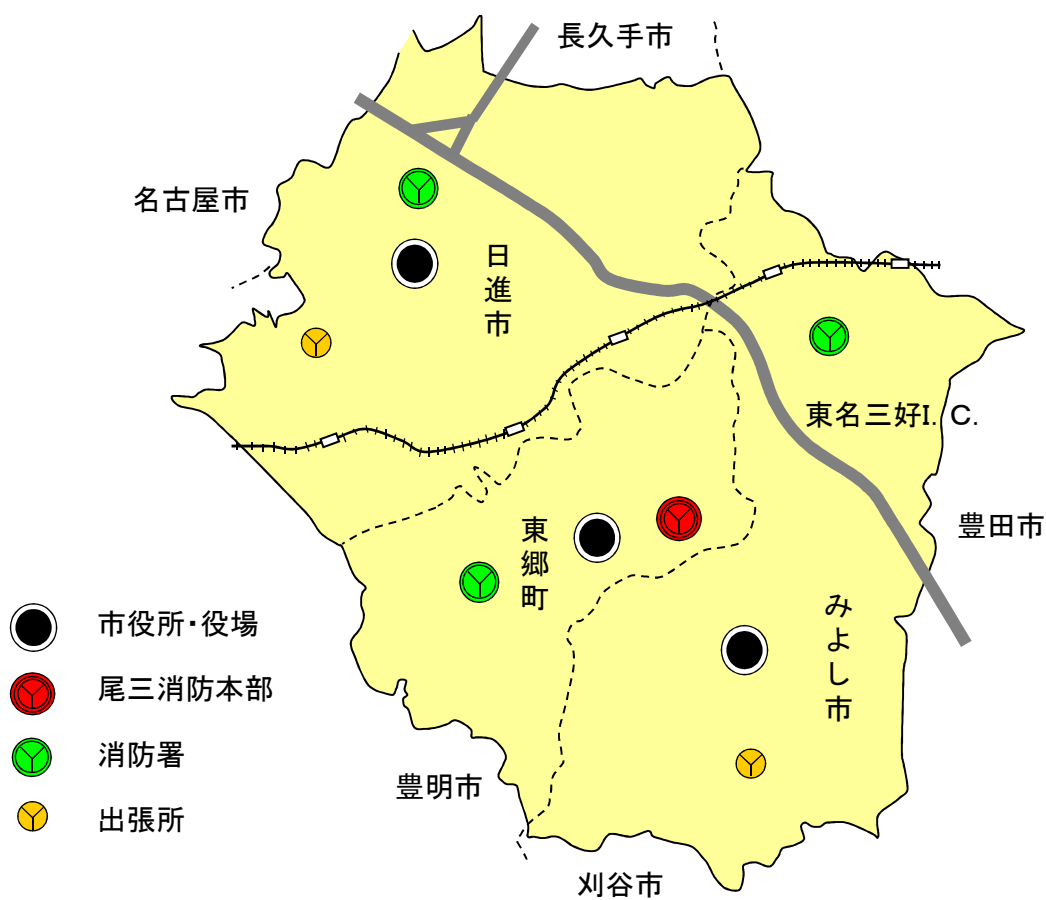 長久手市
名古屋市
日進市
東名三好I. C.
豊田市
東郷町
みよし市
市役所・役場
尾三消防本部
消防署
出張所
豊明市
刈谷市